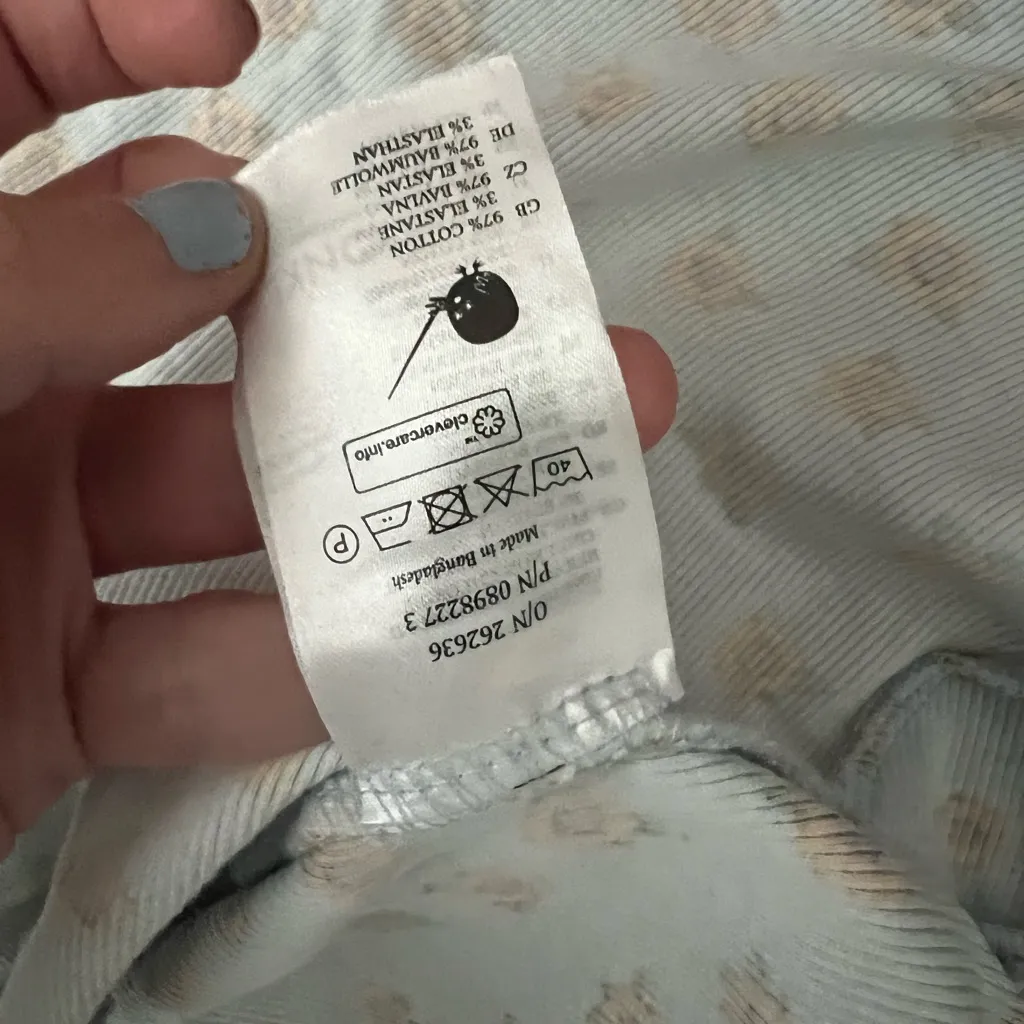 O/N 262636
P/N 0898227 3
Made in Bangladesh
40 P
clevercare.info™
GB 97% COTTON
3% ELASTANE
CZ 97% BAVLNA
3% ELASTAN
DE 97% BAUMWOLLE
3% ELASTHAN